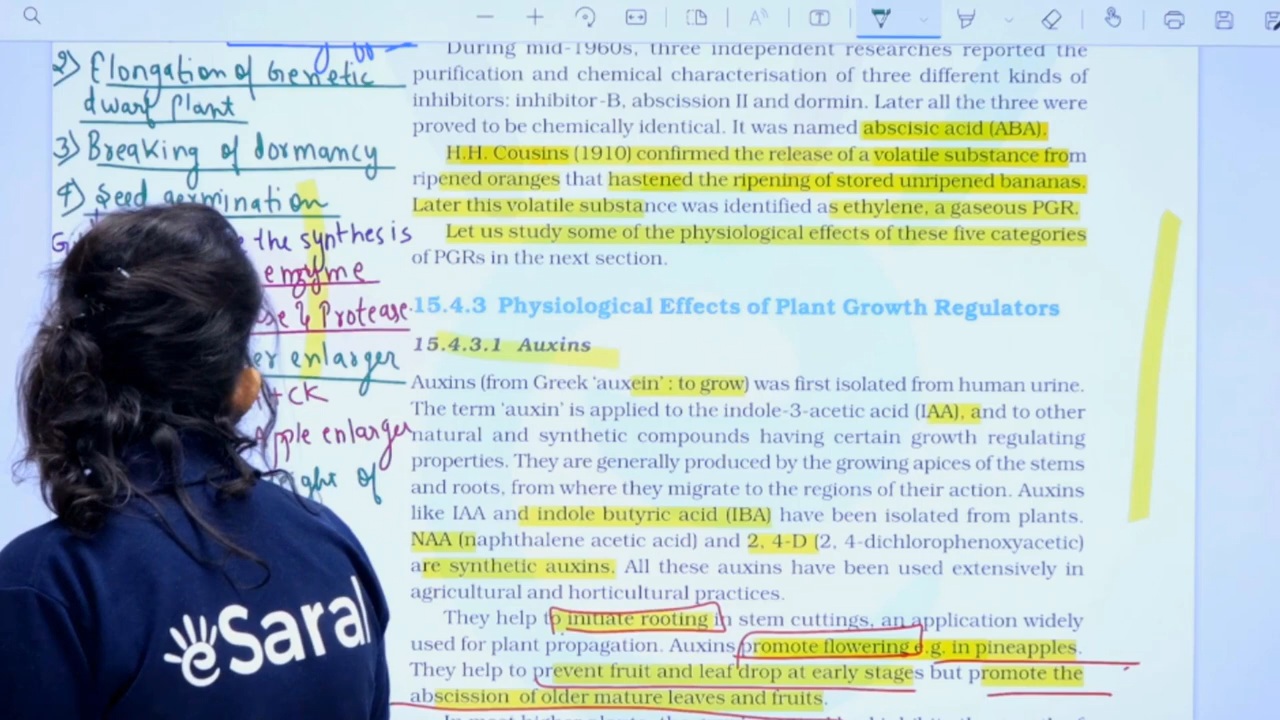 2) Elongation of Genetic
dwarf plant
3) Breaking of dormancy
4) Seed germination
the synthesis
enzyme
& Protease
enlarger
+CK
Apple enlarger
of
During mid-1960s, three independent researches reported the
purification and chemical characterisation of three different kinds of
inhibitors: inhibitor-B, abscission II and dormin. Later all the three were
proved to be chemically identical. It was named abscisic acid (ABA).
H.H. Cousins (1910) confirmed the release of a volatile substance from
ripened oranges that hastened the ripening of stored unripened bananas.
Later this volatile substance was identified as ethylene, a gaseous PGR.
Let us study some of the physiological effects of these five categories
of PGRs in the next section.
15.4.3 Physiological Effects of Plant Growth Regulators
15.4.3.1 Auxins
Auxins (from Greek ‘auxein’ : to grow) was first isolated from human urine.
The term ‘auxin’ is applied to the indole-3-acetic acid (IAA), and to other
natural and synthetic compounds having certain growth regulating
properties. They are generally produced by the growing apices of the stems
and roots, from where they migrate to the regions of their action. Auxins
like IAA and indole butyric acid (IBA) have been isolated from plants.
NAA (naphthalene acetic acid) and 2, 4-D (2, 4-dichlorophenoxyacetic)
are synthetic auxins. All these auxins have been used extensively in
agricultural and horticultural practices.
They help to initiate rooting in stem cuttings, an application widely
used for plant propagation. Auxins promote flowering e.g. in pineapples.
They help to prevent fruit and leaf drop at early stages but promote the
abscission of older mature leaves and fruits.
eSaral